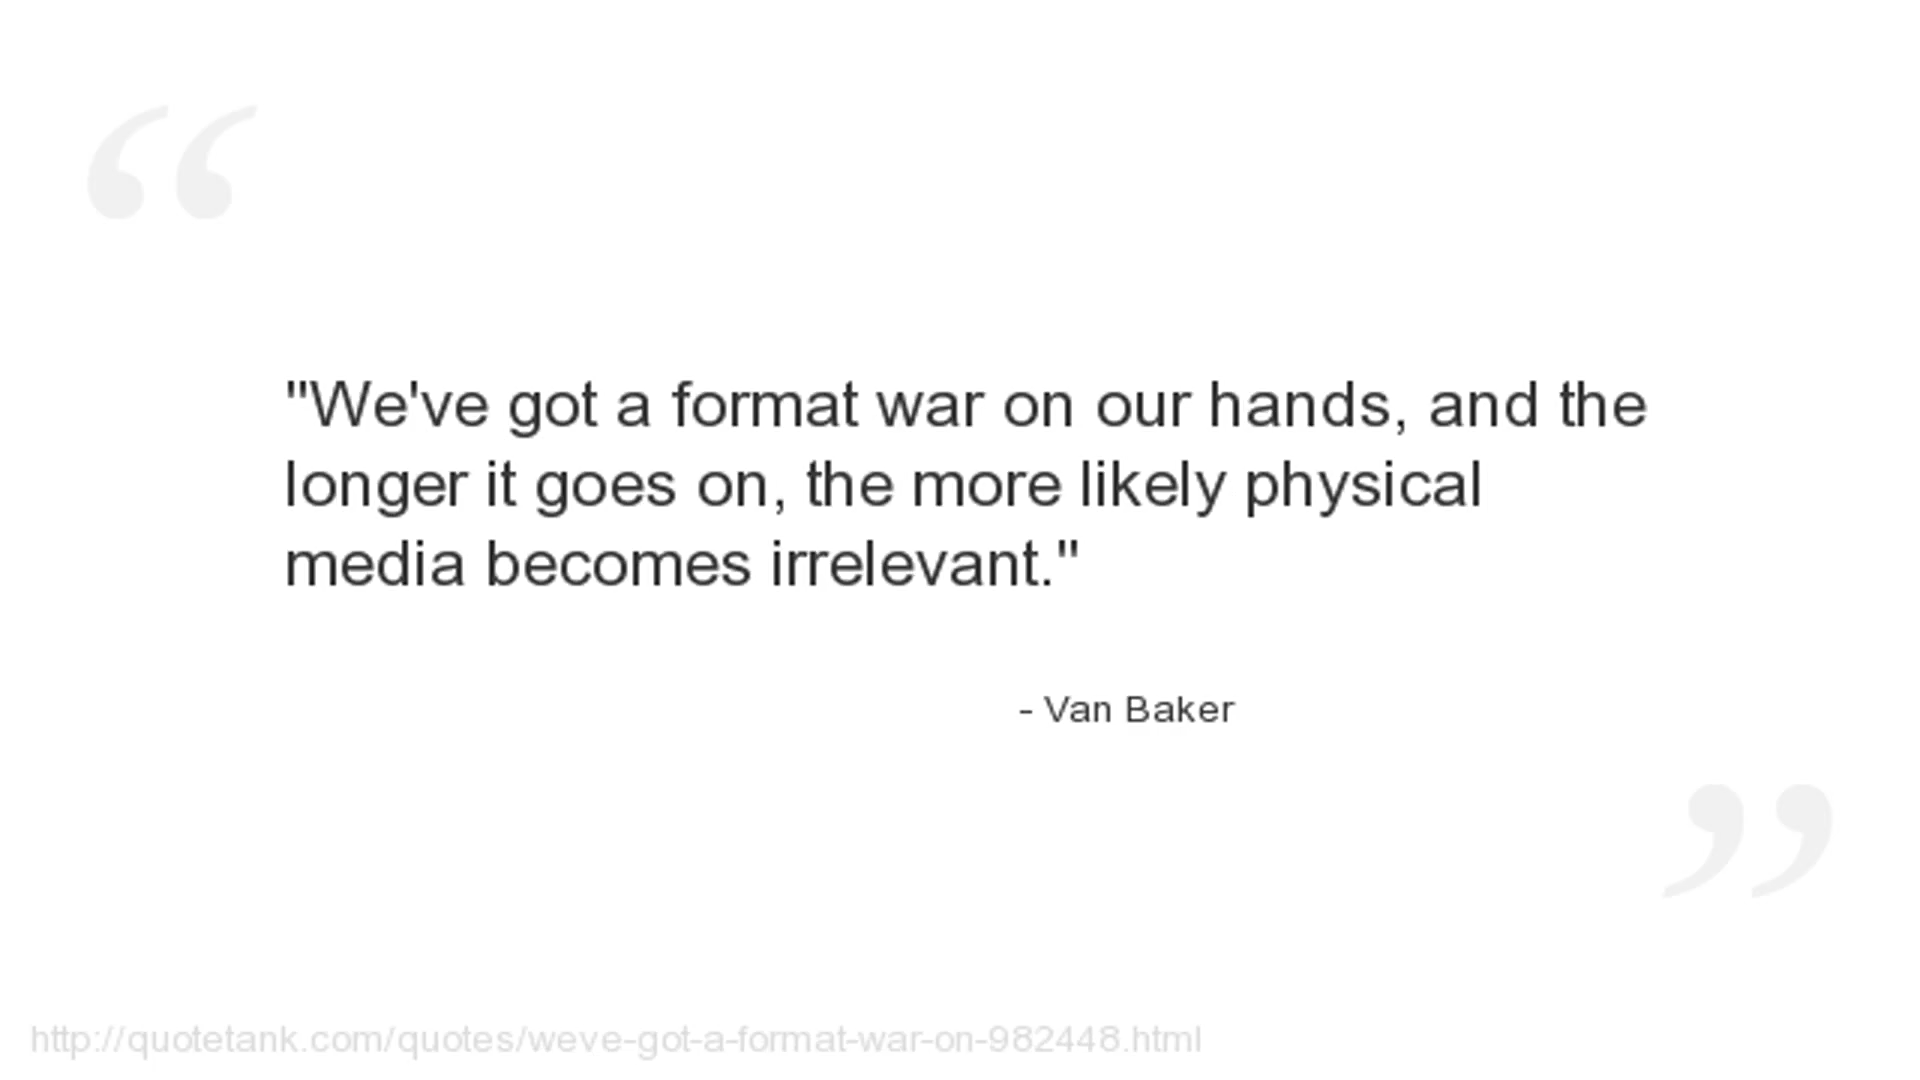 "We've got a format war on our hands, and the
longer it goes on, the more likely physical
media becomes irrelevant."
- Van Baker
http://quotetank.com/quotes/weve-got-a-format-war-on-982448.html